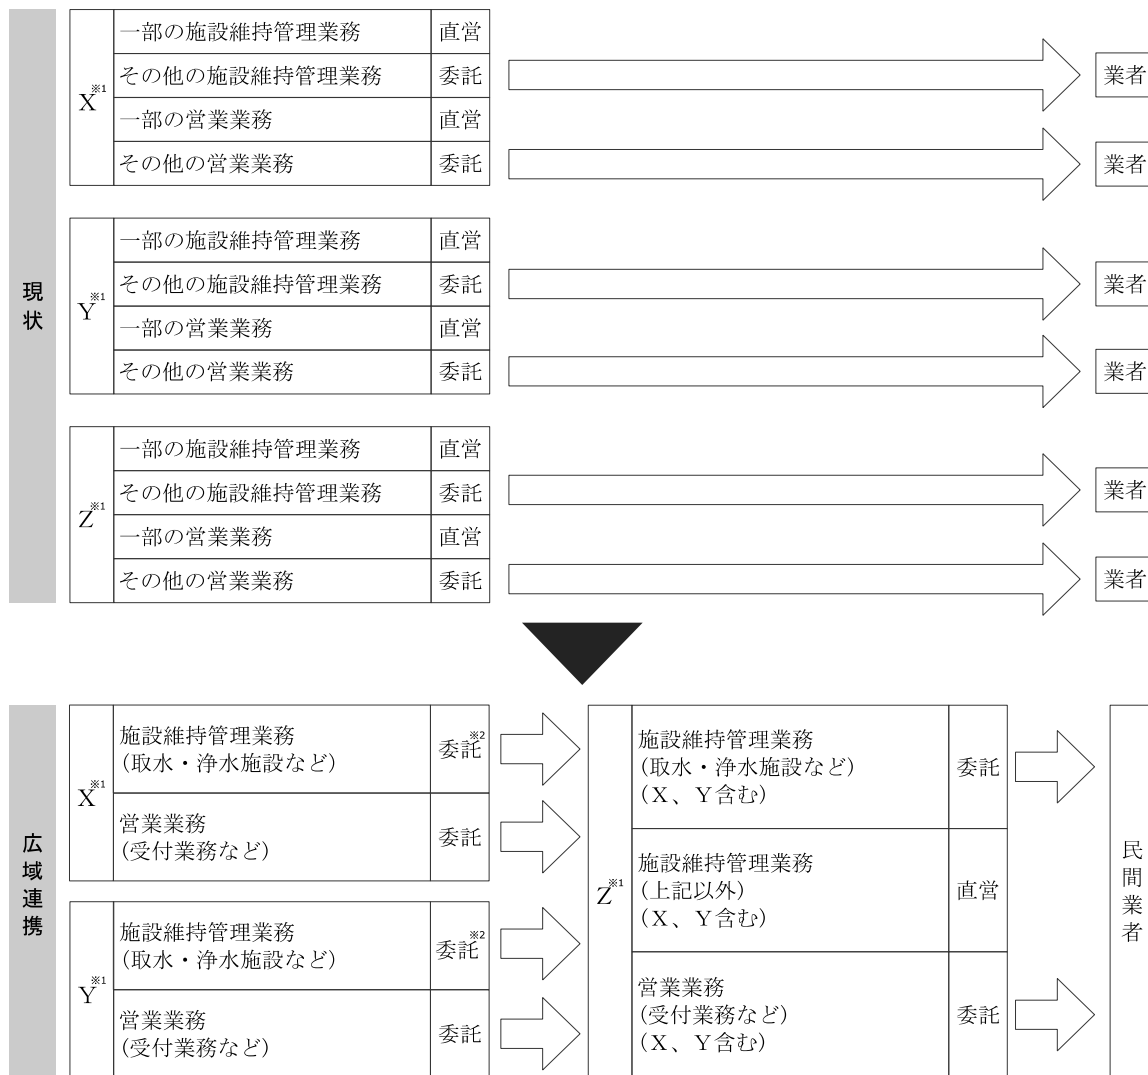 現状
X※1
一部の施設維持管理業務 直営
その他の施設維持管理業務 委託 業者
一部の営業業務 直営
その他の営業業務 委託 業者
Y※1
一部の施設維持管理業務 直営
その他の施設維持管理業務 委託 業者
一部の営業業務 直営
その他の営業業務 委託 業者
Z※1
一部の施設維持管理業務 直営
その他の施設維持管理業務 委託 業者
一部の営業業務 直営
その他の営業業務 委託 業者
広域連携
X※1
施設維持管理業務
(取水・浄水施設など)
委託※2
営業業務
(受付業務など)
委託
Y※1
施設維持管理業務
(取水・浄水施設など)
委託※2
営業業務
(受付業務など)
委託
Z※1
施設維持管理業務
(取水・浄水施設など)
(X、Y含む)
委託
施設維持管理業務
(上記以外)
(X、Y含む)
直営
営業業務
(受付業務など)
(X、Y含む)
委託
民間業者